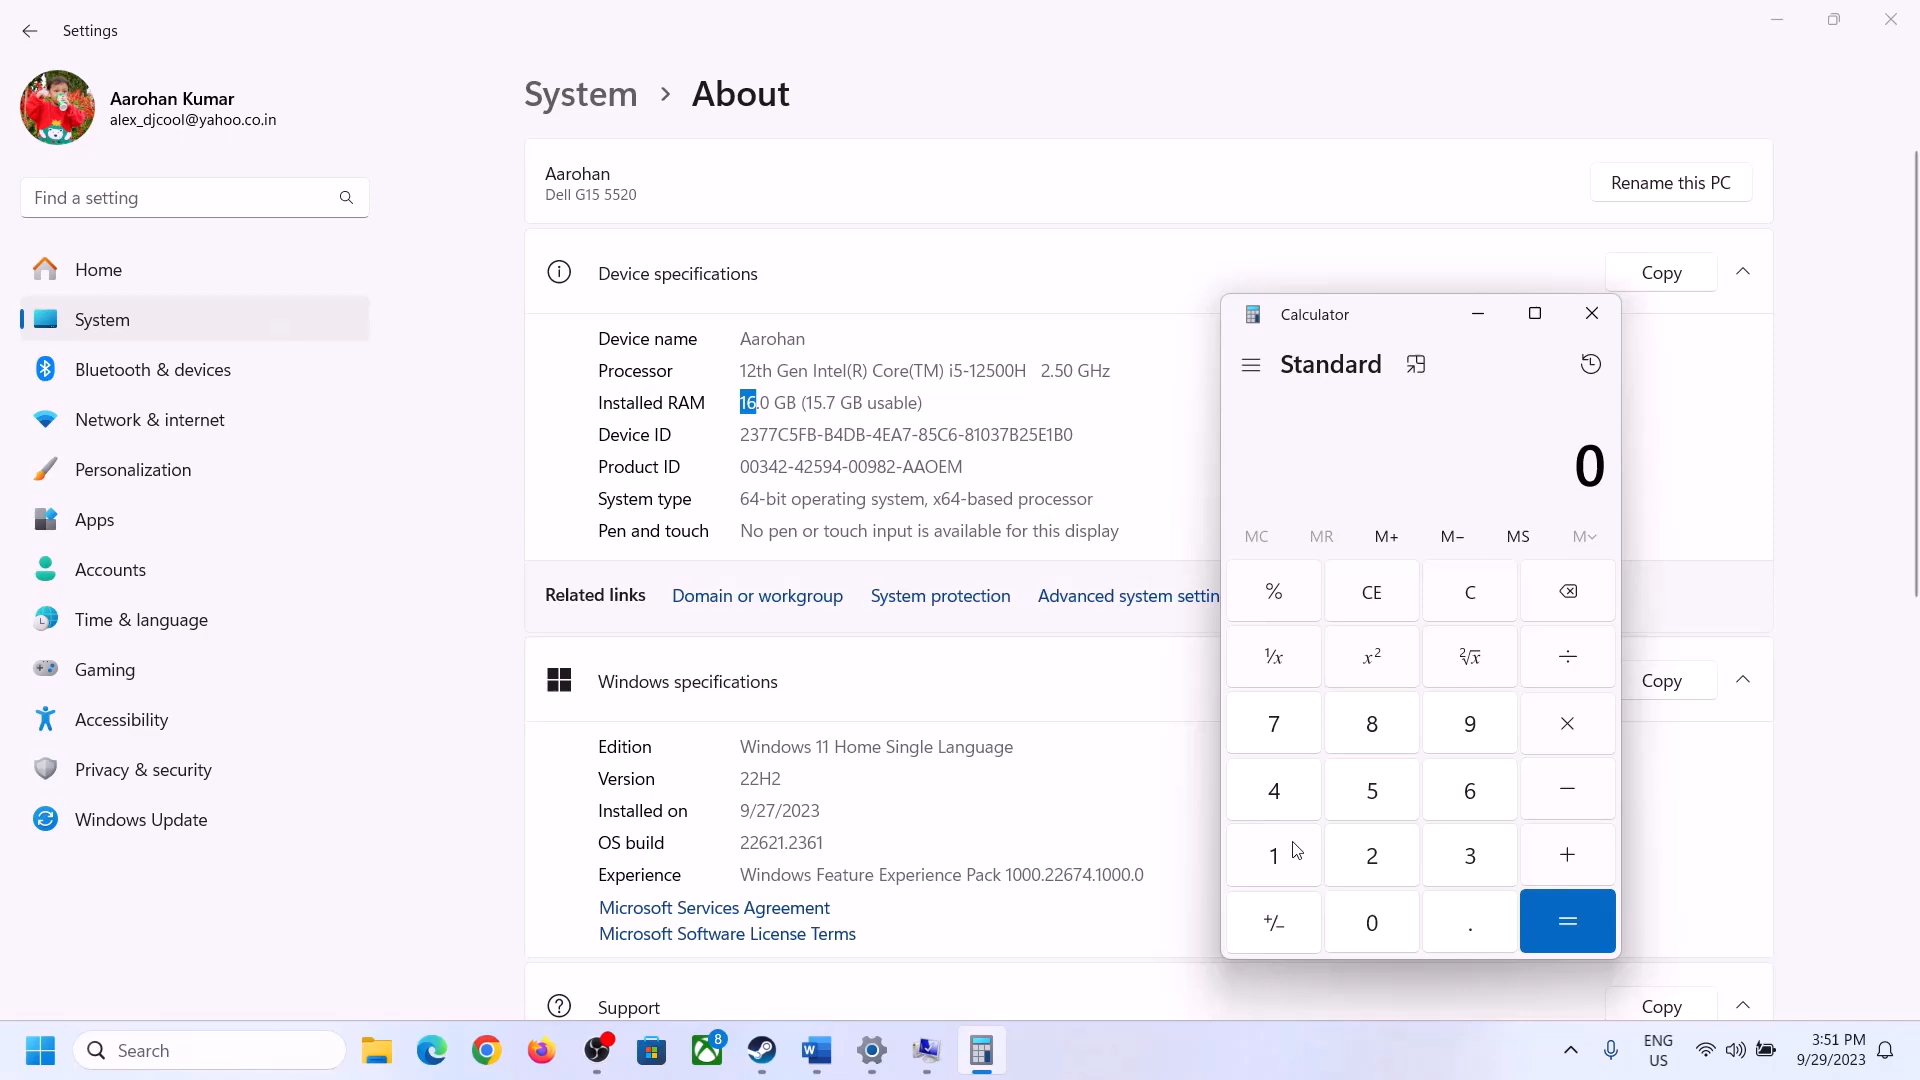 Settings
Aarohan Kumar
alex_djcool@yahoo.co.in
Find a setting
Home
System
Bluetooth & devices
Network & internet
Personalization
Apps
Accounts
Time & language
Gaming
Accessibility
Privacy & security
Windows Update
System > About
Aarohan
Dell G15 5520
Rename this PC
Device specifications
Copy
Device name Aarohan
Processor 12th Gen Intel(R) Core(TM) i5-12500H 2.50 GHz
Installed RAM 16.0 GB (15.7 GB usable)
Device ID 2377C5FB-B4DB-4EA7-85C6-81037B25E1B0
Product ID 00342-42594-00982-AAOEM
System type 64-bit operating system, x64-based processor
Pen and touch No pen or touch input is available for this display
Related links Domain or workgroup System protection Advanced system settin
Windows specifications
Copy
Edition Windows 11 Home Single Language
Version 22H2
Installed on 9/27/2023
OS build 22621.2361
Experience Windows Feature Experience Pack 1000.22674.1000.0
Microsoft Services Agreement
Microsoft Software License Terms
Support
Copy
Calculator
Standard
0
MC MR M+ M− MS M
% CE C
¹⁄x x² ²√x ÷
7 8 9 ×
4 5 6 −
1 2 3 +
+/− 0 . =
Search
8
W
ENG
US
3:51 PM
9/29/2023